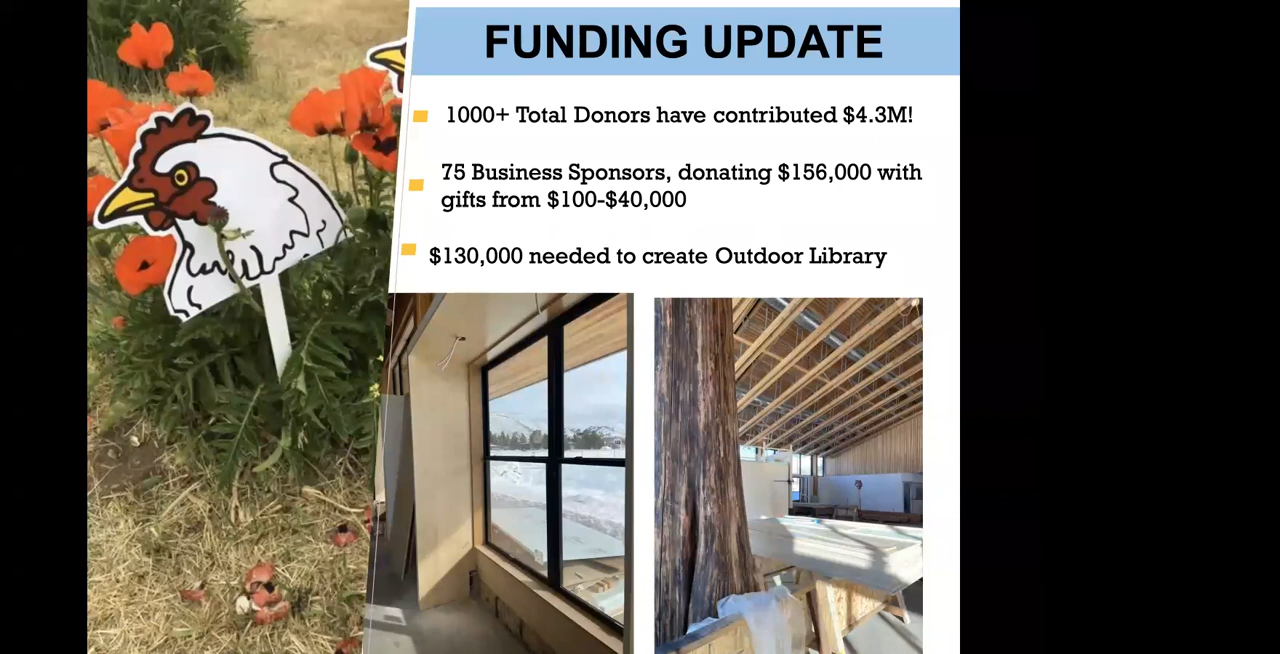 FUNDING UPDATE
1000+ Total Donors have contributed $4.3M!
75 Business Sponsors, donating $156,000 with
gifts from $100-$40,000
$130,000 needed to create Outdoor Library